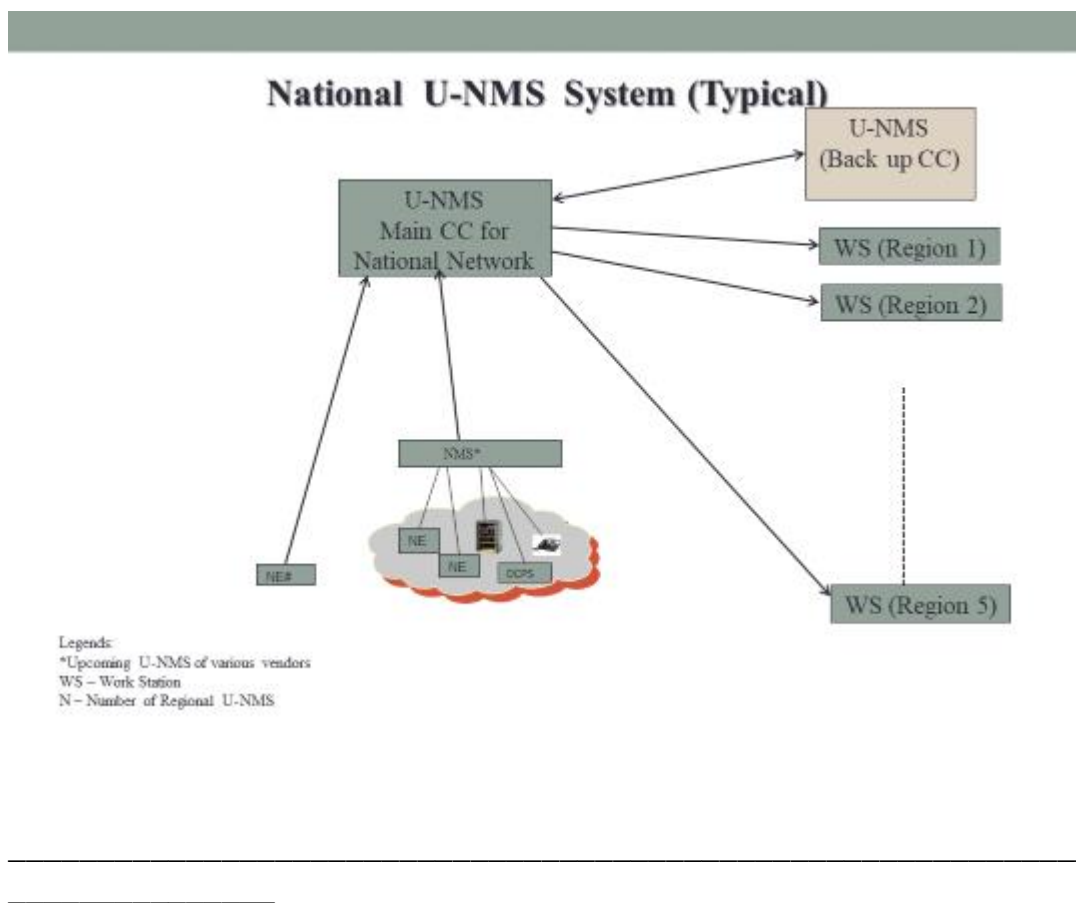 National U-NMS System (Typical)
U-NMS
(Back up CC)
U-NMS
Main CC for
National Network
WS (Region 1)
WS (Region 2)
NMS*
NE
NE
DCPS
NE#
WS (Region 5)
Legends:
*Upcoming U-NMS of various vendors
WS – Work Station
N – Number of Regional U-NMS